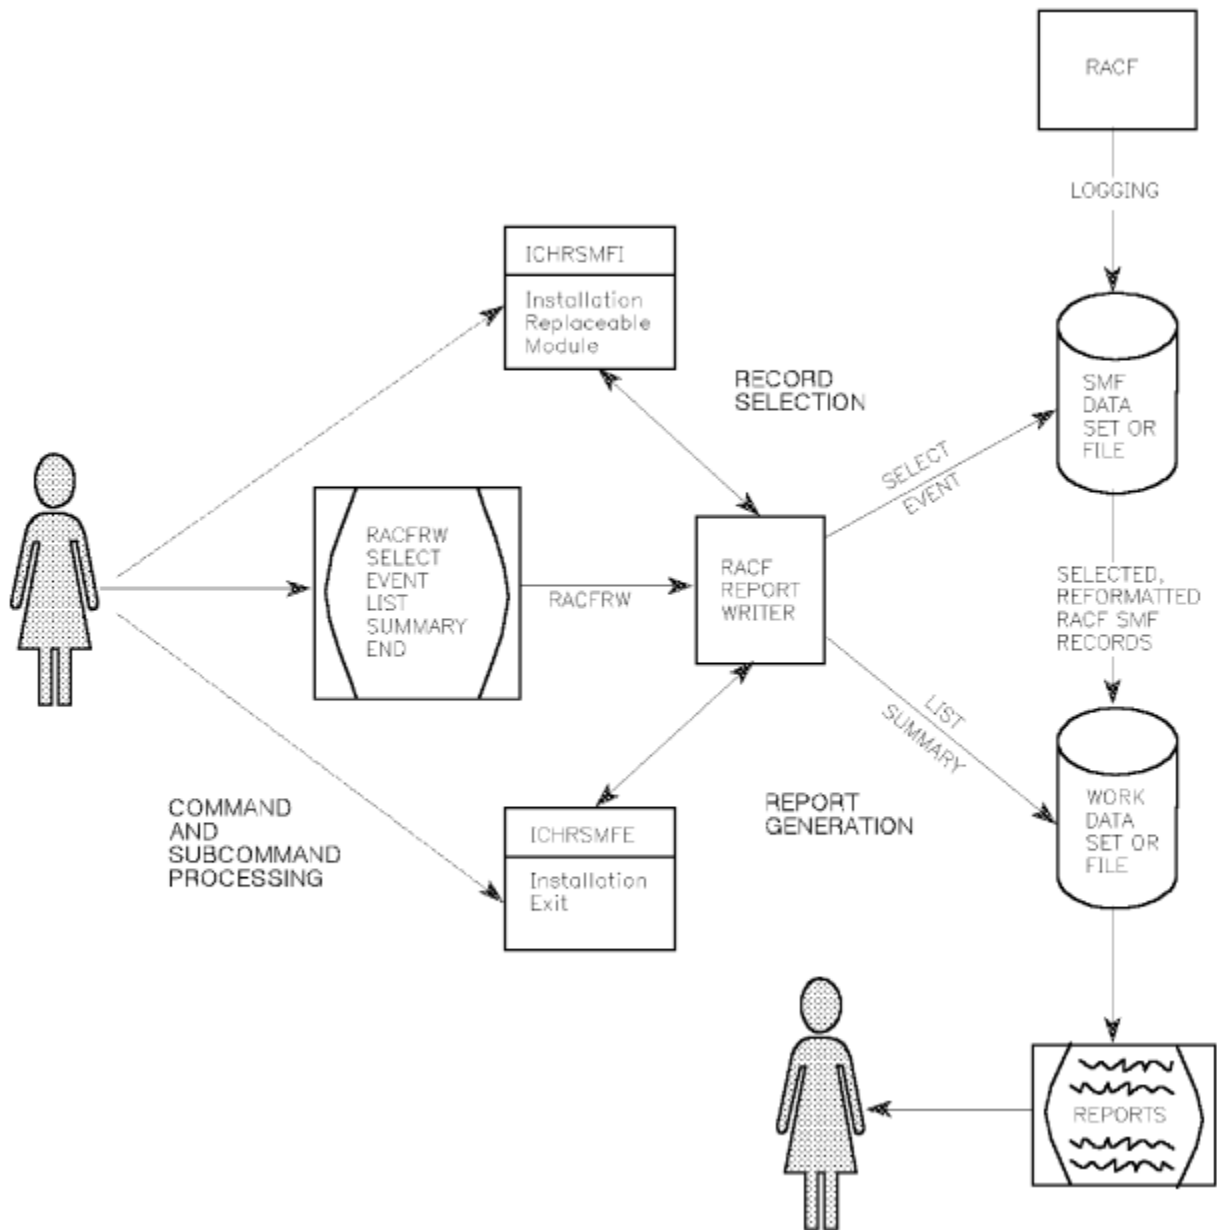 RACF
LOGGING
ICHRSMFI
Installation
Replaceable
Module
RECORD
SELECTION
SMF
DATA
SET OR
FILE
SELECT
EVENT
RACFRW
SELECT
EVENT
LIST
SUMMARY
END
RACFRW
RACF
REPORT
WRITER
SELECTED,
REFORMATTED
RACF SMF
RECORDS
LIST
SUMMARY
COMMAND
AND
SUBCOMMAND
PROCESSING
ICHRSMFE
Installation
Exit
REPORT
GENERATION
WORK
DATA
SET OR
FILE
REPORTS